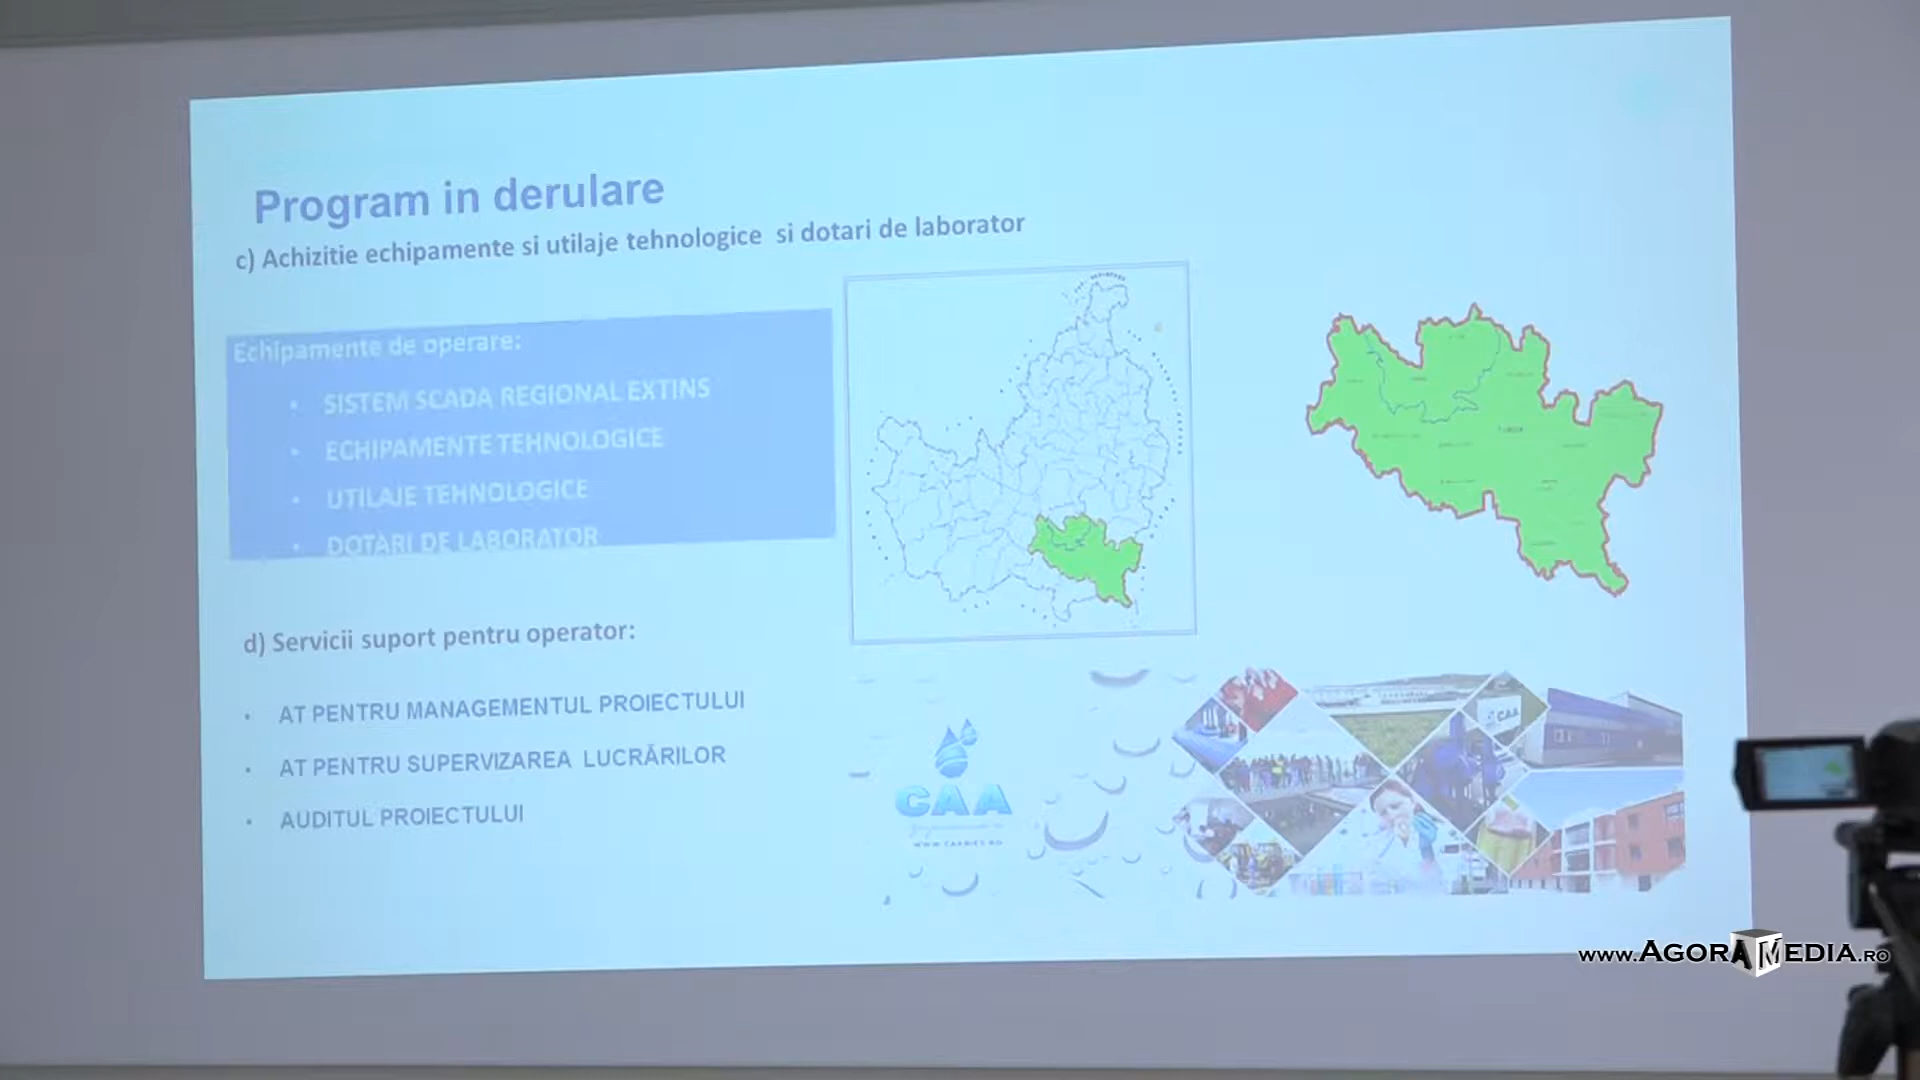 Program in derulare
c) Achizitie echipamente si utilaje tehnologice si dotari de laborator
Echipamente de operare:
• SISTEM SCADA REGIONAL EXTINS
• ECHIPAMENTE TEHNOLOGICE
• UTILAJE TEHNOLOGICE
• DOTARI DE LABORATOR
d) Servicii suport pentru operator:
• AT PENTRU MANAGEMENTUL PROIECTULUI
• AT PENTRU SUPERVIZAREA LUCRĂRILOR
• AUDITUL PROIECTULUI
CAA
CAA
www.AGORAMEDIA.RO